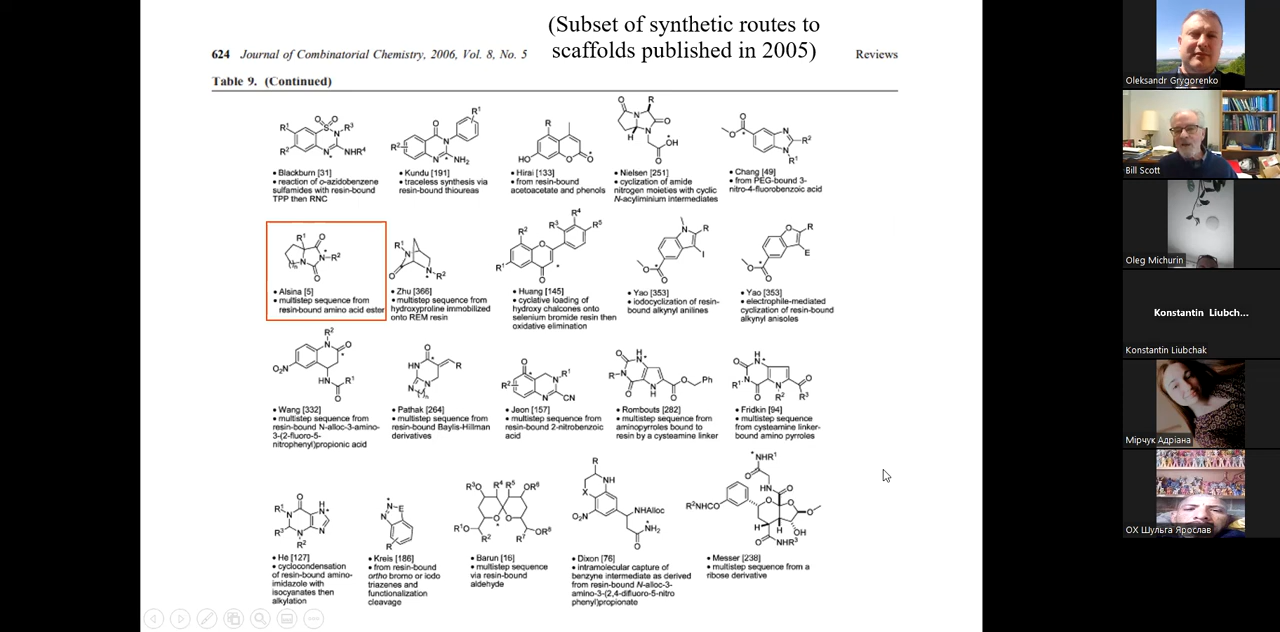 (Subset of synthetic routes to
scaffolds published in 2005)
624 Journal of Combinatorial Chemistry, 2006, Vol. 8, No. 5
Reviews
Table 9. (Continued)
• Blackburn [31]
• reaction of o-azidobenzene
sulfamides with resin-bound
TPP then RNC
• Kundu [191]
• traceless synthesis via
resin-bound thioureas
• Hirai [133]
• from resin-bound
acetoacetate and phenols
• Nielsen [251]
• cyclization of amide
nitrogen moieties with cyclic
N-acyliminium intermediates
• Chang [49]
• from PEG-bound 3-
nitro-4-fluorobenzoic acid
• Alsina [5]
• multistep sequence from
resin-bound amino acid ester
• Zhu [366]
• multistep sequence from
hydroxyproline immobilized
onto REM resin
• Huang [145]
• cyclative loading of
hydroxy chalcones onto
selenium bromide resin then
oxidative elimination
• Yao [353]
• iodocyclization of resin-
bound alkynyl anilines
• Yao [353]
• electrophile-mediated
cyclization of resin-bound
alkynyl anisoles
• Wang [332]
• multistep sequence from
resin-bound N-alloc-3-amino-
3-(2-fluoro-5-
nitrophenyl)propionic acid
• Pathak [264]
• multistep sequence from
resin-bound Baylis-Hillman
derivatives
• Jeon [157]
• multistep sequence from
resin-bound 2-nitrobenzoic
acid
• Rombouts [282]
• multistep sequence from
aminopyrroles bound to
resin by a cysteamine linker
• Fridkin [94]
• multistep sequence
from cysteamine linker-
bound amino pyrroles
• He [127]
• cyclocondensation
of resin-bound amino-
imidazole with
isocyanates then
alkylation
• Kreis [186]
• from resin-bound
ortho bromo or iodo
triazenes and
functionalization
cleavage
• Barun [16]
• multistep sequence
via resin-bound
aldehyde
• Dixon [76]
• intramolecular capture of
benzyne intermediate as derived
from resin-bound N-alloc-3-
amino-3-(2,4-difluoro-5-nitro
phenyl)propionate
• Messer [238]
• multistep sequence from a
ribose derivative
Oleksandr Grygorenko
Bill Scott
Oleg Michurin
Konstantin Liubch...
Konstantin Liubchak
Мірчук Адріана
ОХ Шульга Ярослав